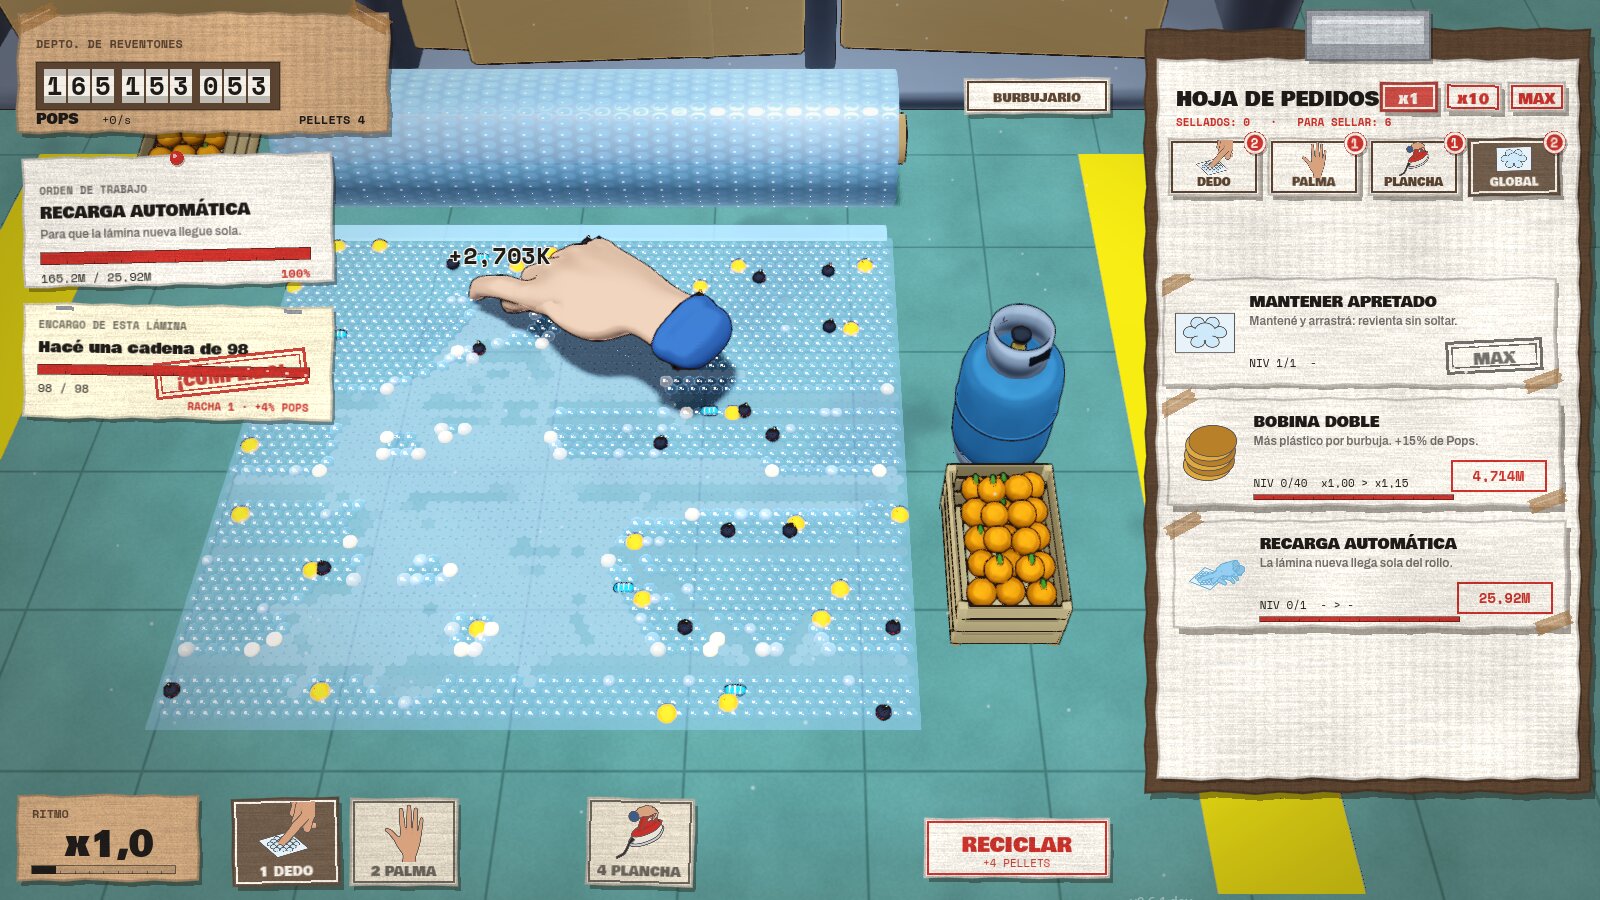 DEPTO. DE REVENTONES
165 153 053
POPS +0/s PELLETS 4
ORDEN DE TRABAJO
RECARGA AUTOMÁTICA
Para que la lámina nueva llegue sola.
165.2M / 25.92M 100%
ENCARGO DE ESTA LÁMINA
Hacé una cadena de 98
98 / 98
RACHA 1 · +4% POPS
+2,703K
BURBUJARIO
HOJA DE PEDIDOS x1 x10 MAX
SELLADOS: 0 · PARA SELLAR: 6
2 1 1 2
DEDO PALMA PLANCHA GLOBAL
MANTENER APRETADO
Mantené y arrastrá: revienta sin soltar.
NIV 1/1 -
MAX
BOBINA DOBLE
Más plástico por burbuja. +15% de Pops.
NIV 0/40 x1,00 > x1,15
4,714M
RECARGA AUTOMÁTICA
La lámina nueva llega sola del rollo.
NIV 0/1 - > -
25,92M
RITMO
x1,0
1 DEDO
2 PALMA
4 PLANCHA
RECICLAR
+4 PELLETS